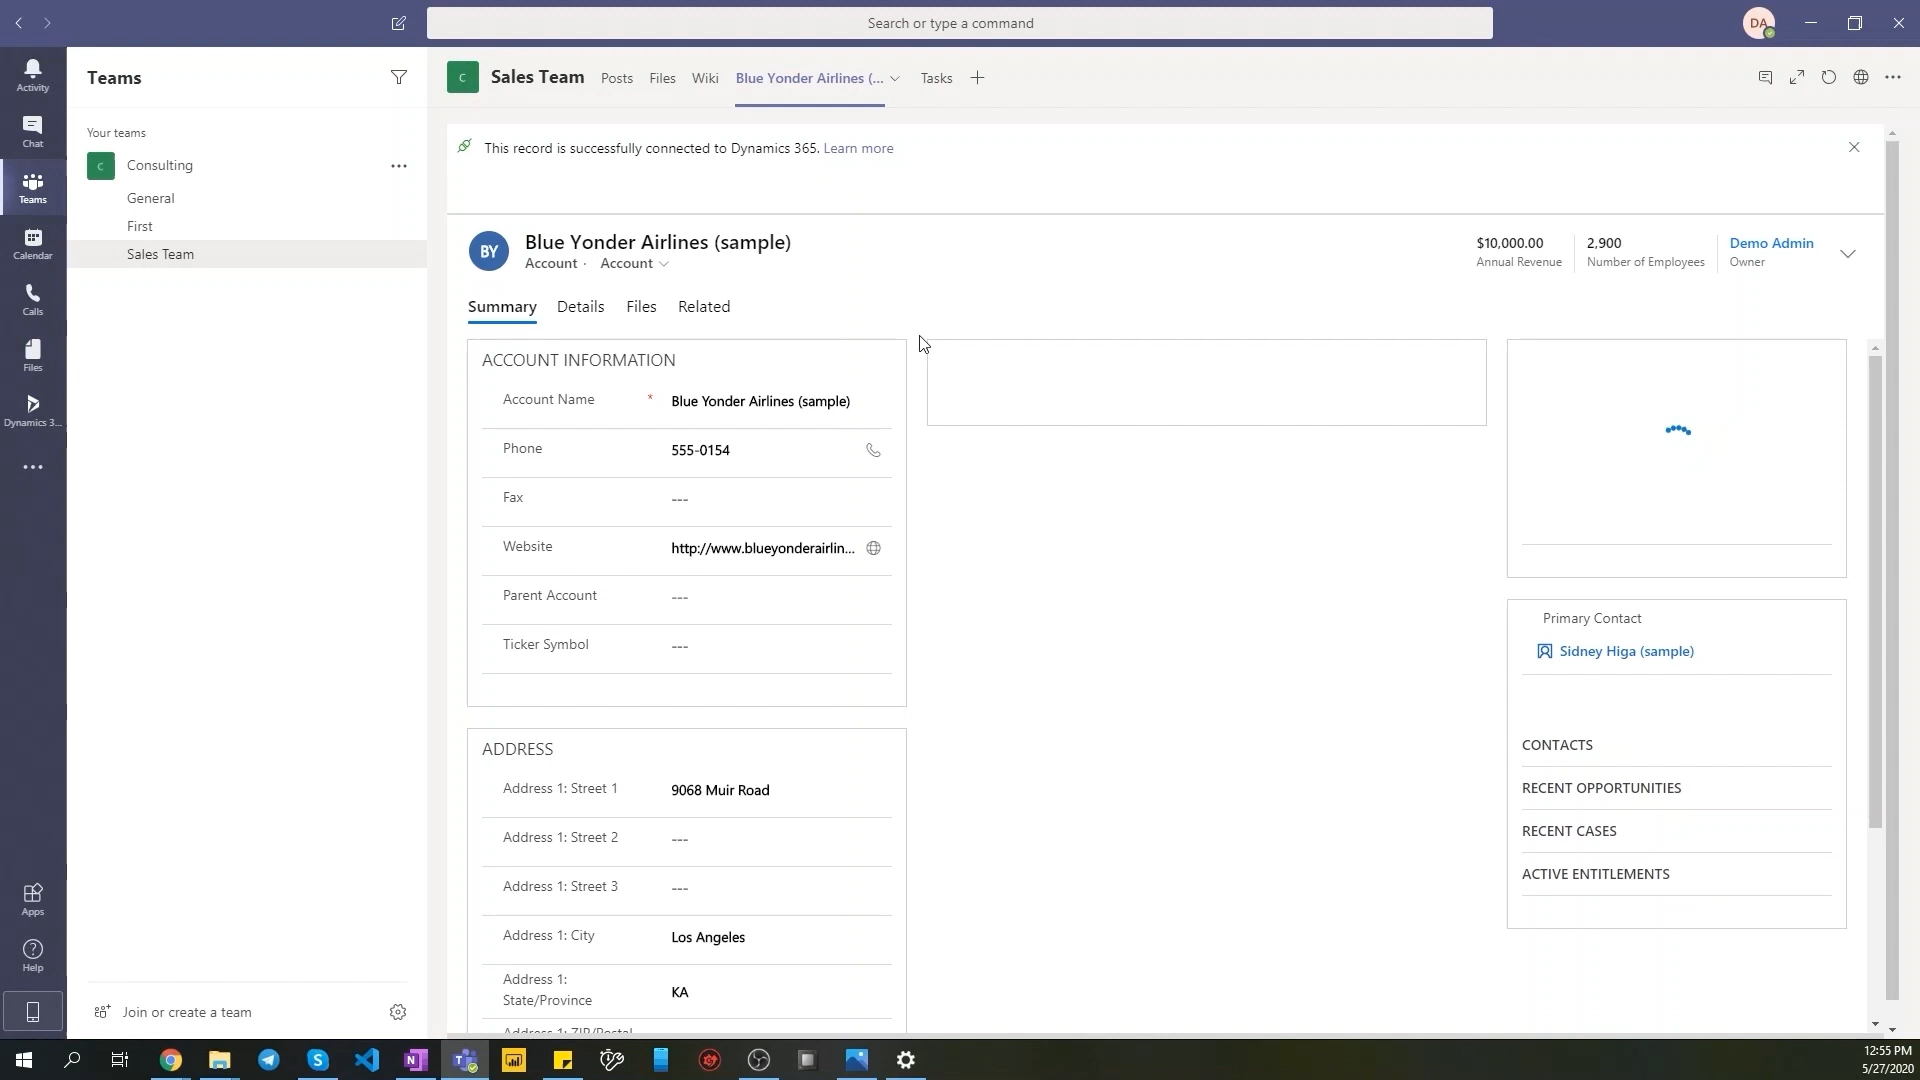 Search or type a command
DA
Activity
Chat
Teams
Calendar
Calls
Files
Dynamics 3...
Apps
Help
Teams
Your teams
C
Consulting
General
First
Sales Team
Join or create a team
C
Sales Team
Posts
Files
Wiki
Blue Yonder Airlines (...
Tasks
This record is successfully connected to Dynamics 365. Learn more
BY
Blue Yonder Airlines (sample)
Account · Account
$10,000.00
Annual Revenue
2,900
Number of Employees
Demo Admin
Owner
Summary
Details
Files
Related
ACCOUNT INFORMATION
Account Name * Blue Yonder Airlines (sample)
Phone 555-0154
Fax ---
Website http://www.blueyonderairlin...
Parent Account ---
Ticker Symbol ---
ADDRESS
Address 1: Street 1 9068 Muir Road
Address 1: Street 2 ---
Address 1: Street 3 ---
Address 1: City Los Angeles
Address 1:
State/Province KA
Address 1: ZIP/Postal
Primary Contact
Sidney Higa (sample)
CONTACTS
RECENT OPPORTUNITIES
RECENT CASES
ACTIVE ENTITLEMENTS
12:55 PM
5/27/2020